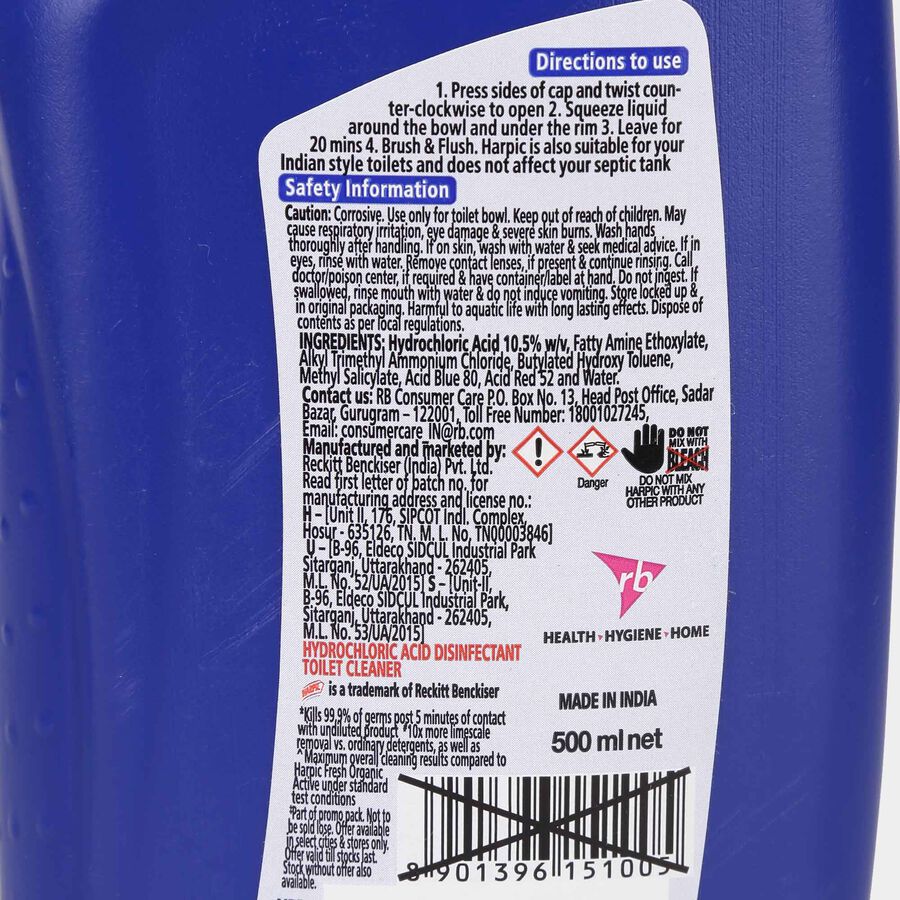 Directions to use
1. Press sides of cap and twist coun-
ter-clockwise to open 2. Squeeze liquid
around the bowl and under the rim 3. Leave for
20 mins 4. Brush & Flush. Harpic is also suitable for your
Indian style toilets and does not affect your septic tank
Safety Information
Caution: Corrosive. Use only for toilet bowl. Keep out of reach of children. May
cause respiratory irritation, eye damage & severe skin burns. Wash hands
thoroughly after handling. If on skin, wash with water & seek medical advice. If in
eyes, rinse with water. Remove contact lenses, if present & continue rinsing. Call
doctor/poison center, if required & have container/label at hand. Do not ingest. If
swallowed, rinse mouth with water & do not induce vomiting. Store locked up &
in original packaging. Harmful to aquatic life with long lasting effects. Dispose of
contents as per local regulations.
INGREDIENTS: Hydrochloric Acid 10.5% w/v, Fatty Amine Ethoxylate,
Alkyl Trimethyl Ammonium Chloride, Butylated Hydroxy Toluene,
Methyl Salicylate, Acid Blue 80, Acid Red 52 and Water.
Contact us: RB Consumer Care P.O. Box No. 13, Head Post Office, Sadar
Bazar, Gurugram – 122001, Toll Free Number: 18001027245,
Email: consumercare_IN@rb.com
Manufactured and marketed by:
Reckitt Benckiser (India) Pvt. Ltd.
Read first letter of batch no. for
manufacturing address and license no.:
H – [Unit II, 176, SIPCOT Indl. Complex,
Hosur - 635126, TN. M. L. No, TN00003846]
U – [B-96, Eldeco SIDCUL Industrial Park
Sitarganj, Uttarakhand - 262405,
M.L. No. 52/UA/2015] S – [Unit-II,
B-96, Eldeco SIDCUL Industrial Park,
Sitarganj, Uttarakhand - 262405,
M.L. No. 53/UA/2015]
Danger
DO NOT
MIX WITH
BLEACH
DO NOT MIX
HARPIC WITH ANY
OTHER PRODUCT
rb
HEALTH HYGIENE HOME
HYDROCHLORIC ACID DISINFECTANT
TOILET CLEANER
HARPIC is a trademark of Reckitt Benckiser
MADE IN INDIA
500 ml net
*Kills 99.9% of germs post 5 minutes of contact
with undiluted product *10x more limescale
removal vs. ordinary detergents, as well as
^Maximum overall cleaning results compared to
Harpic Fresh Organic
Active under standard
test conditions
‡Part of promo pack. Not to
be sold lose. Offer available
in select cities & stores only.
Offer valid till stocks last.
Stock without offer also
available.
8 901396 151005